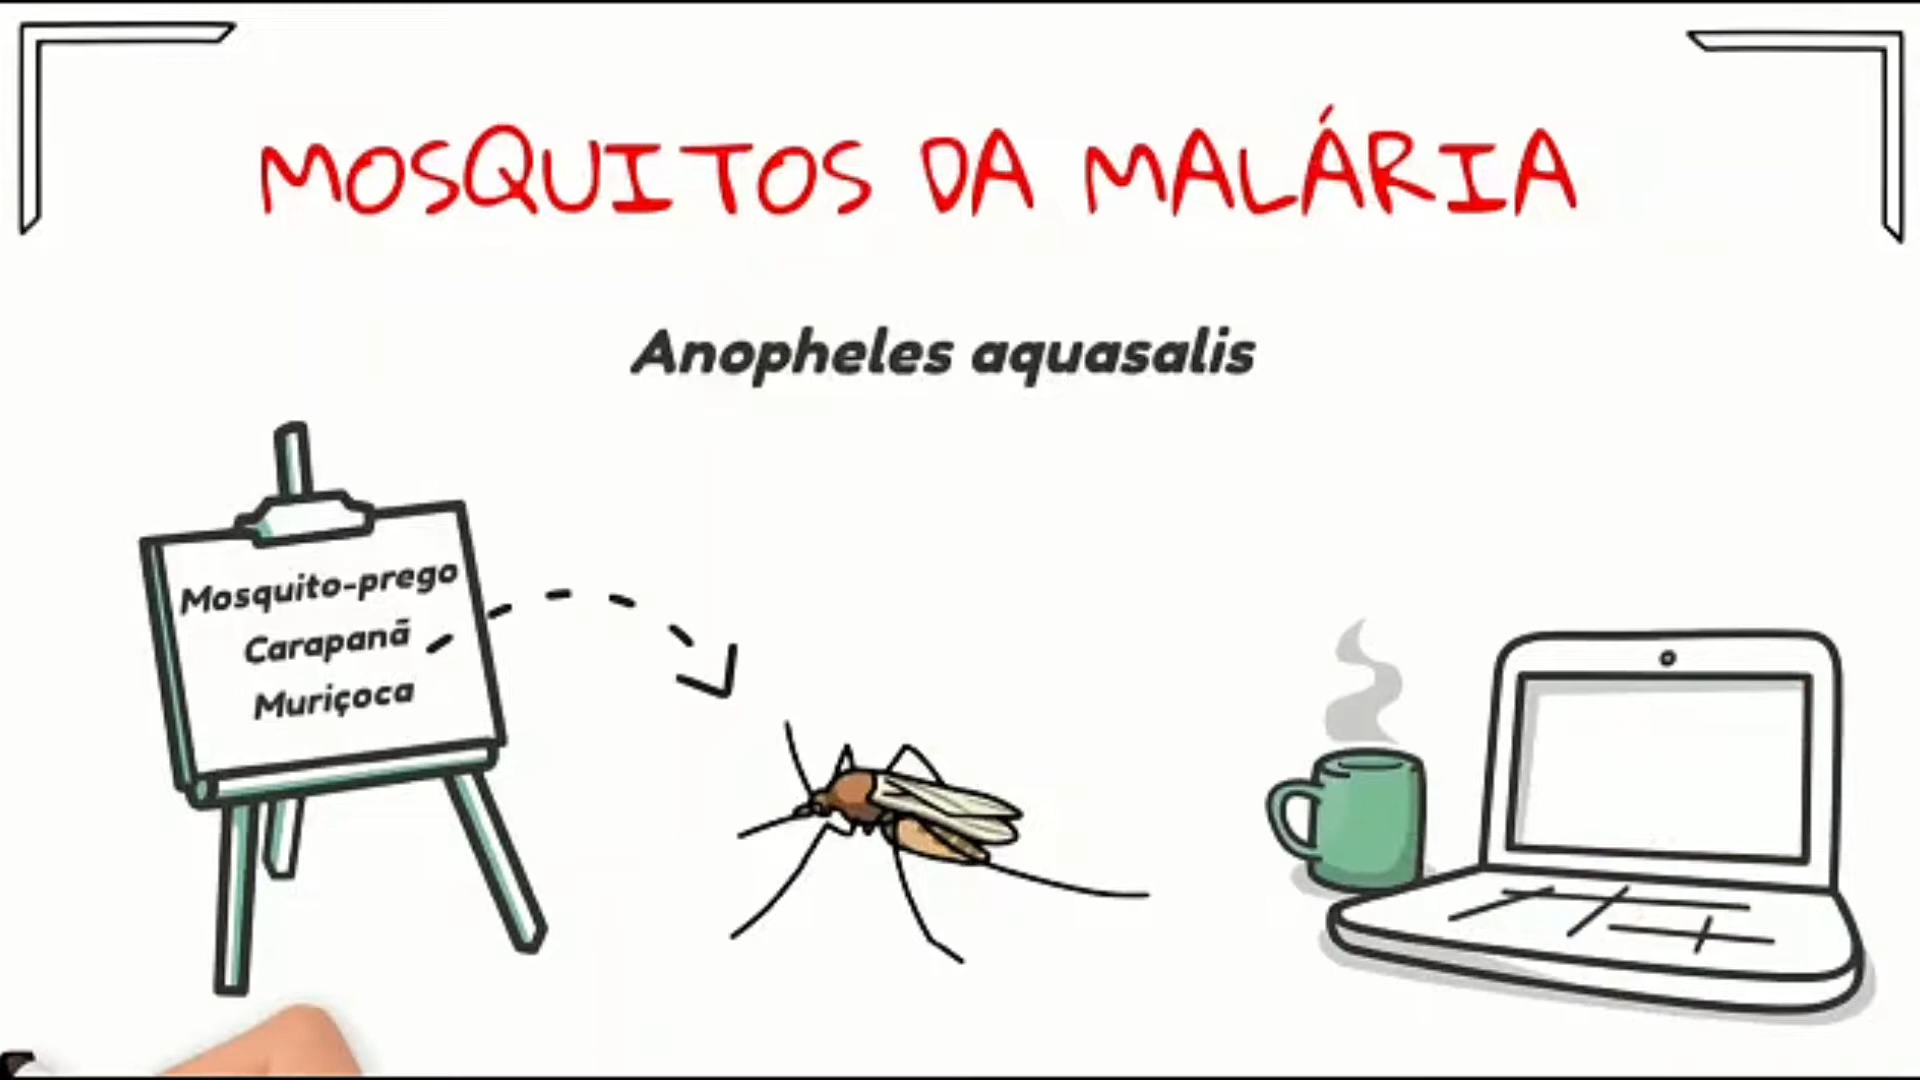 MOSQUITOS DA MALÁRIA
Anopheles aquasalis
Mosquito-prego
Carapanã
Muriçoca